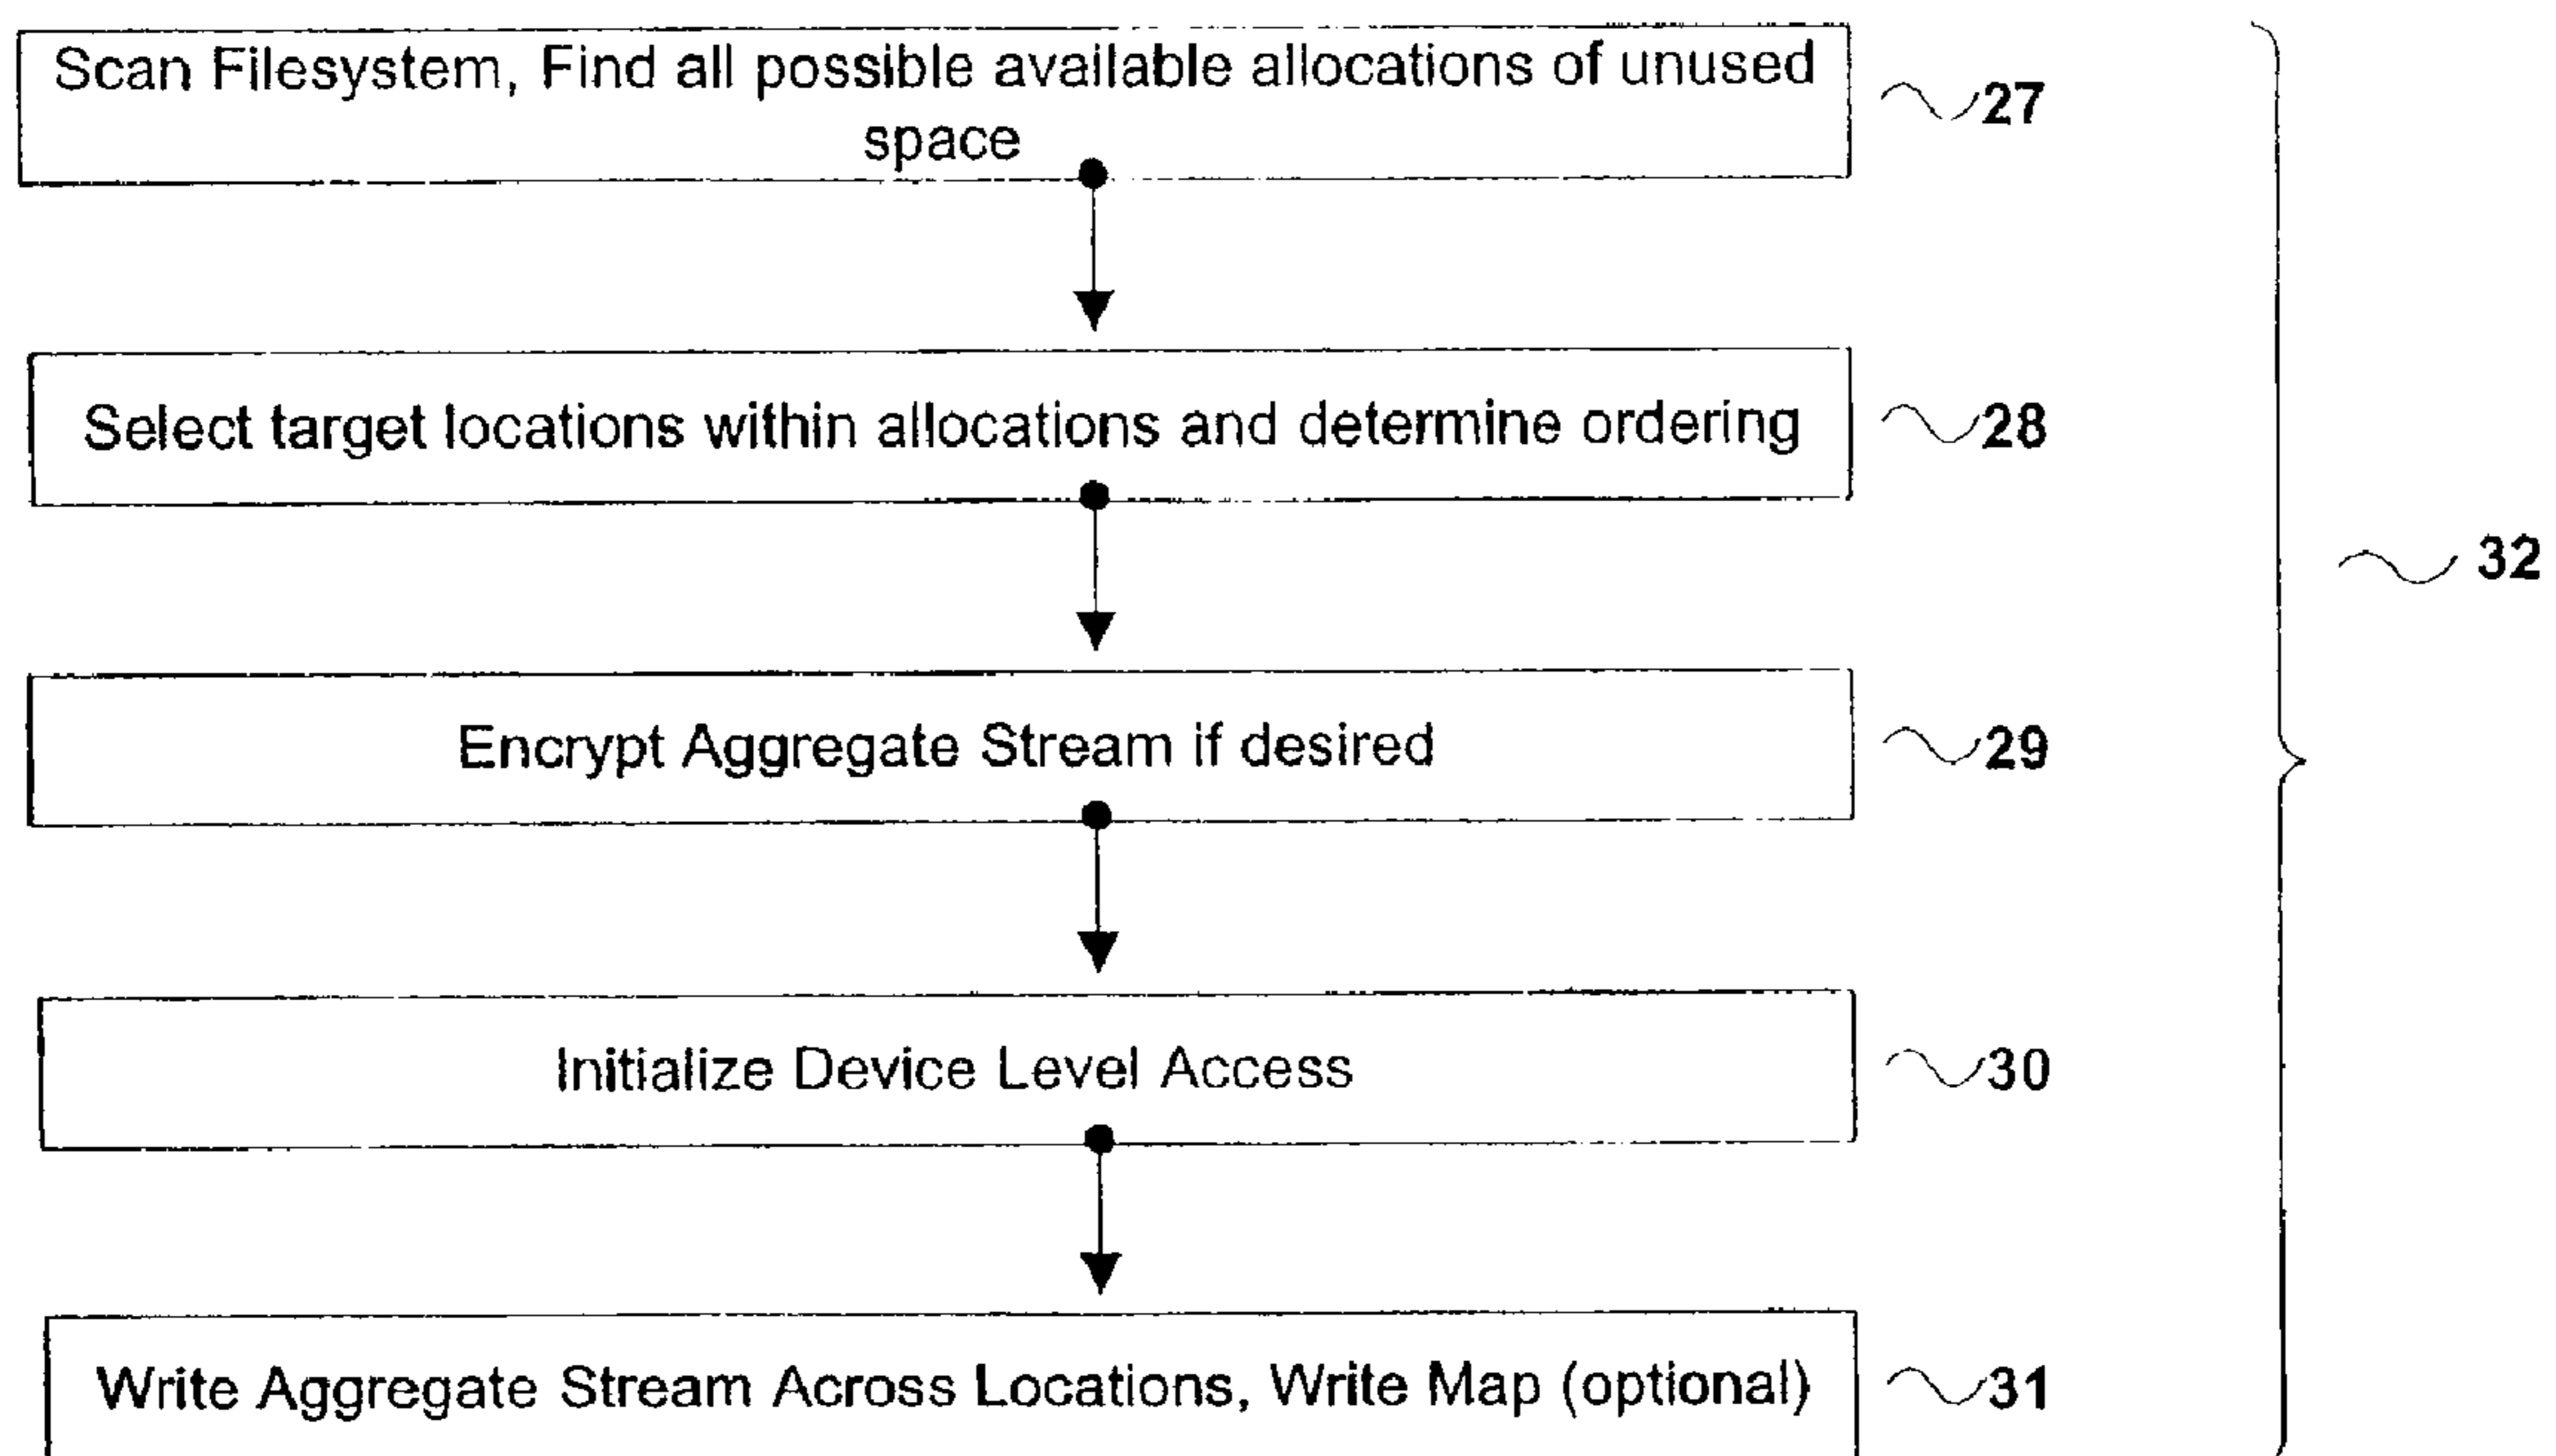 Scan Filesystem, Find all possible available allocations of unused
space
27
Select target locations within allocations and determine ordering
28
32
Encrypt Aggregate Stream if desired
29
Initialize Device Level Access
30
Write Aggregate Stream Across Locations, Write Map (optional)
31